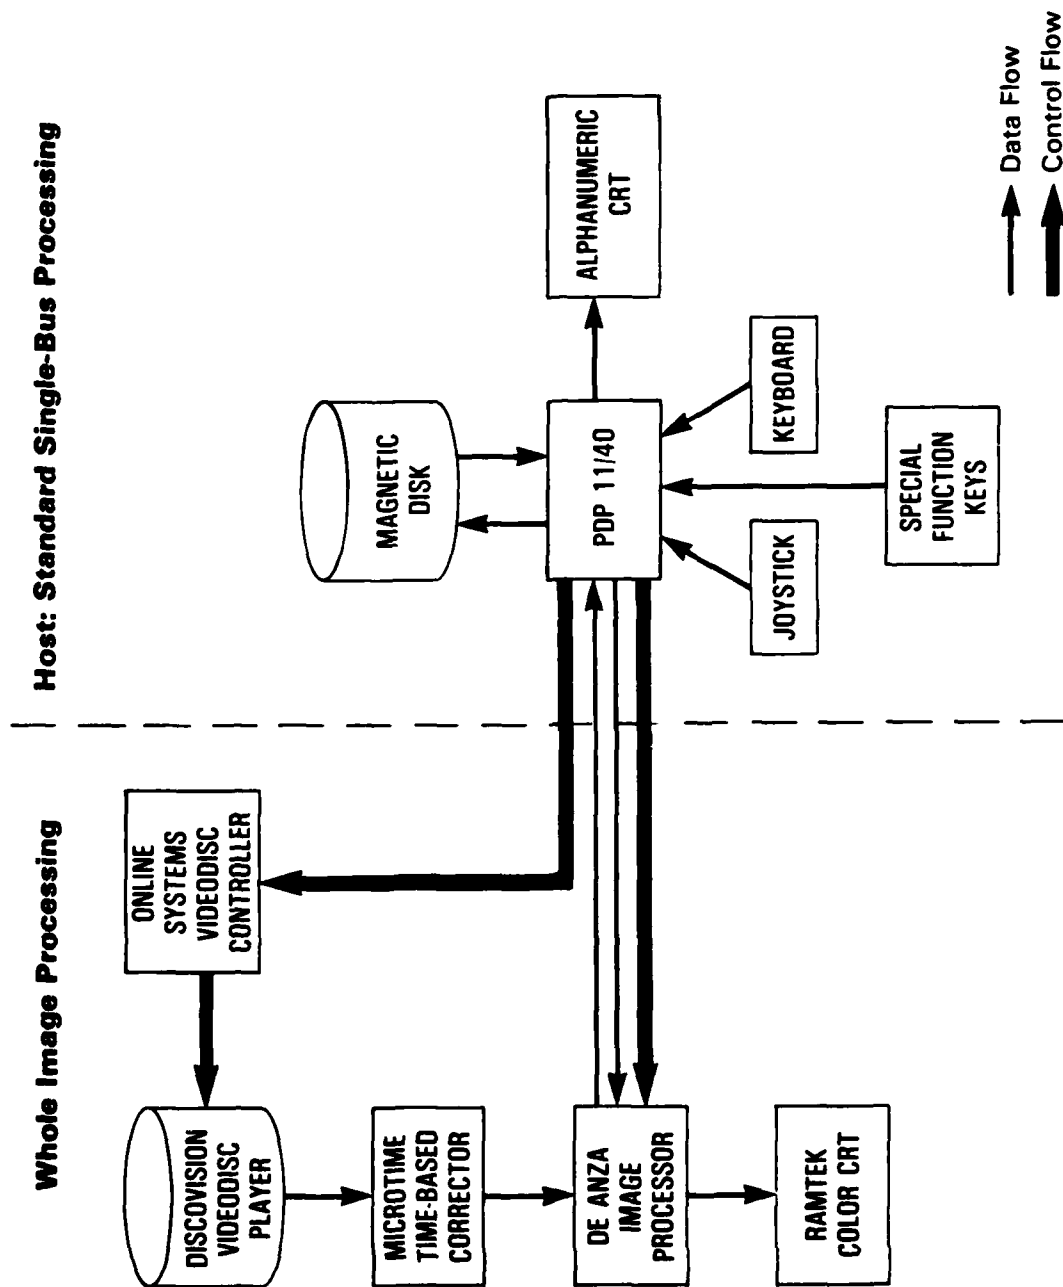 Whole Image Processing
Host: Standard Single-Bus Processing
DISCOVISION
VIDEODISC
PLAYER
ONLINE
SYSTEMS
VIDEODISC
CONTROLLER
MICROTIME
TIME-BASED
CORRECTOR
DE ANZA
IMAGE
PROCESSOR
RAMTEK
COLOR CRT
MAGNETIC
DISK
PDP 11/40
ALPHANUMERIC
CRT
JOYSTICK
KEYBOARD
SPECIAL
FUNCTION
KEYS
Data Flow
Control Flow